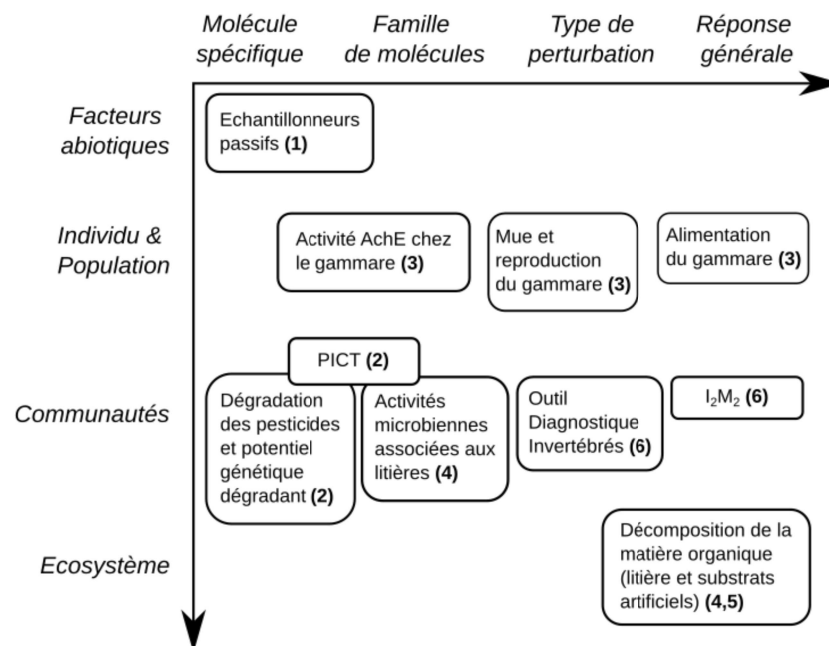 Molécule
spécifique
Famille
de molécules
Type de
perturbation
Réponse
générale
Facteurs
abiotiques
Echantillonneurs
passifs (1)
Individu &
Population
Activité AchE chez
le gammare (3)
Mue et
reproduction
du gammare (3)
Alimentation
du gammare (3)
Communautés
PICT (2)
Dégradation
des pesticides
et potentiel
génétique
dégradant (2)
Activités
microbiennes
associées aux
litières (4)
Outil
Diagnostique
Invertébrés (6)
I₂M₂ (6)
Ecosystème
Décomposition de la
matière organique
(litière et substrats
artificiels) (4,5)